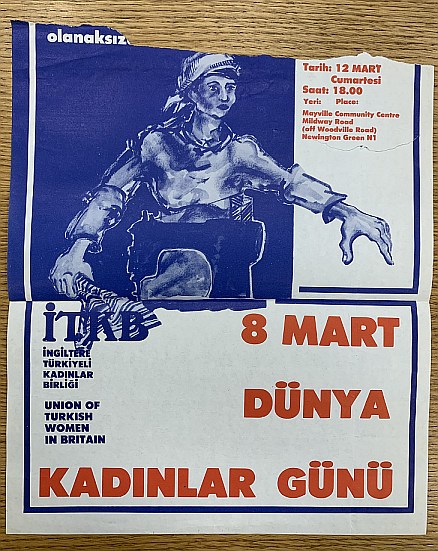 olanaksız
Tarih: 12 MART
Cumartesi
Saat: 18.00
Yeri: Place:
Mayville Community Centre
Mildway Road
(off Woodville Road)
Newington Green N1
İTKB
İNGİLTERE
TÜRKİYELİ
KADINLAR
BİRLİĞİ
UNION OF
TURKISH
WOMEN
IN BRITAIN
8 MART
DÜNYA
KADINLAR GÜNÜ